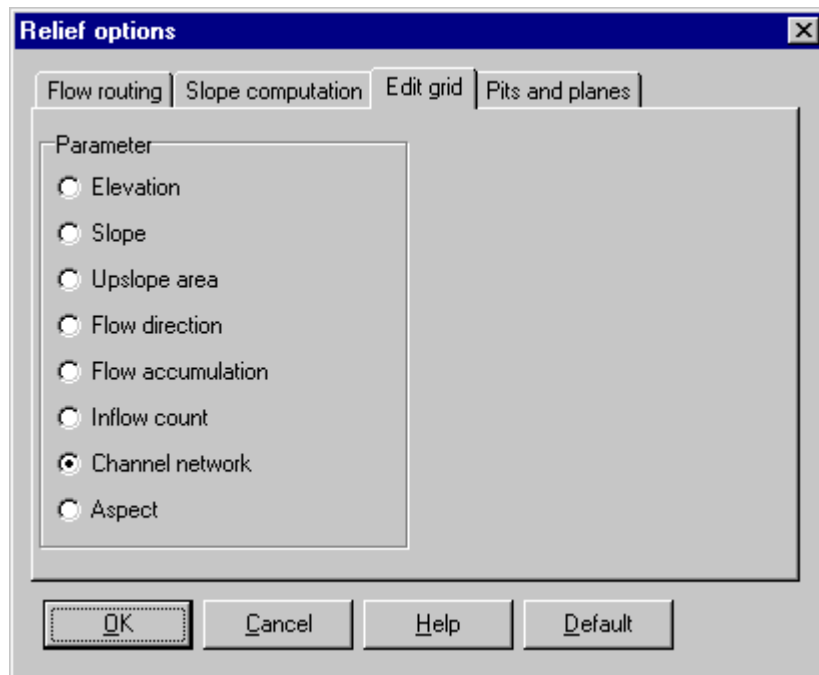 Relief options
Flow routing Slope computation Edit grid Pits and planes
Parameter
Elevation
Slope
Upslope area
Flow direction
Flow accumulation
Inflow count
Channel network
Aspect
OK Cancel Help Default